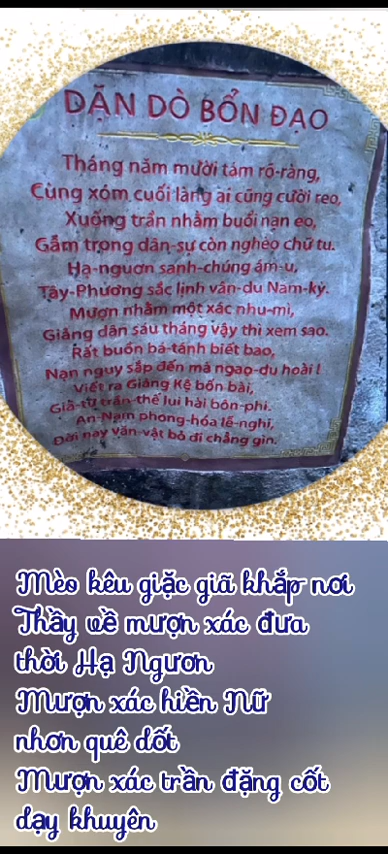 DẶN DÒ BỔN ĐẠO
Tháng năm mười tám rõ-ràng,
Cùng xóm cuối làng ai cũng cười reo,
Xuống trần nhằm buổi nạn eo,
Gẫm trong dân-sự còn nghèo chữ tu.
Hạ-nguơn sanh-chúng ám-u,
Tây-Phương sắc lịnh vân-du Nam-kỳ.
Mượn nhằm một xác nhu-mì,
Giảng dân sáu tháng vậy thì xem sao.
Rất buồn bá-tánh biết bao,
Nạn nguy sắp đến mà ngao-du hoài !
Viết ra Giảng Kệ bổn bài,
Giã-từ trần-thế lui hài bôn-phi.
An-Nam phong-hóa lễ-nghi,
Đời nay văn-vật bỏ đi chẳng gìn.
Mèo kêu giặc giã khắp nơi
Thầy về mượn xác đưa
thời Hạ Ngươn
Mượn xác hiền Nữ
nhơn quê dốt
Mượn xác trần đặng cốt
dạy khuyên